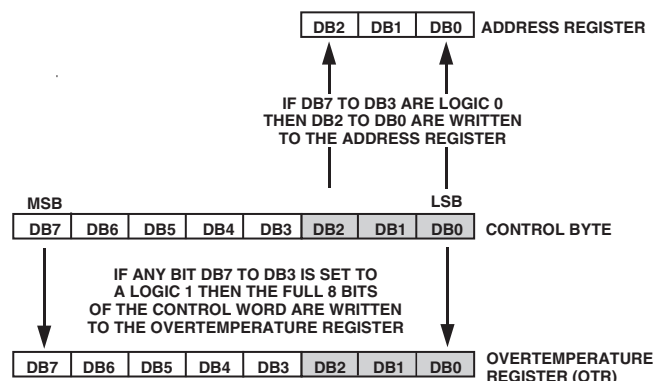 DB2 DB1 DB0 ADDRESS REGISTER
IF DB7 TO DB3 ARE LOGIC 0
THEN DB2 TO DB0 ARE WRITTEN
TO THE ADDRESS REGISTER
MSB LSB
DB7 DB6 DB5 DB4 DB3 DB2 DB1 DB0 CONTROL BYTE
IF ANY BIT DB7 TO DB3 IS SET TO
A LOGIC 1 THEN THE FULL 8 BITS
OF THE CONTROL WORD ARE WRITTEN
TO THE OVERTEMPERATURE REGISTER
DB7 DB6 DB5 DB4 DB3 DB2 DB1 DB0 OVERTEMPERATURE
REGISTER (OTR)